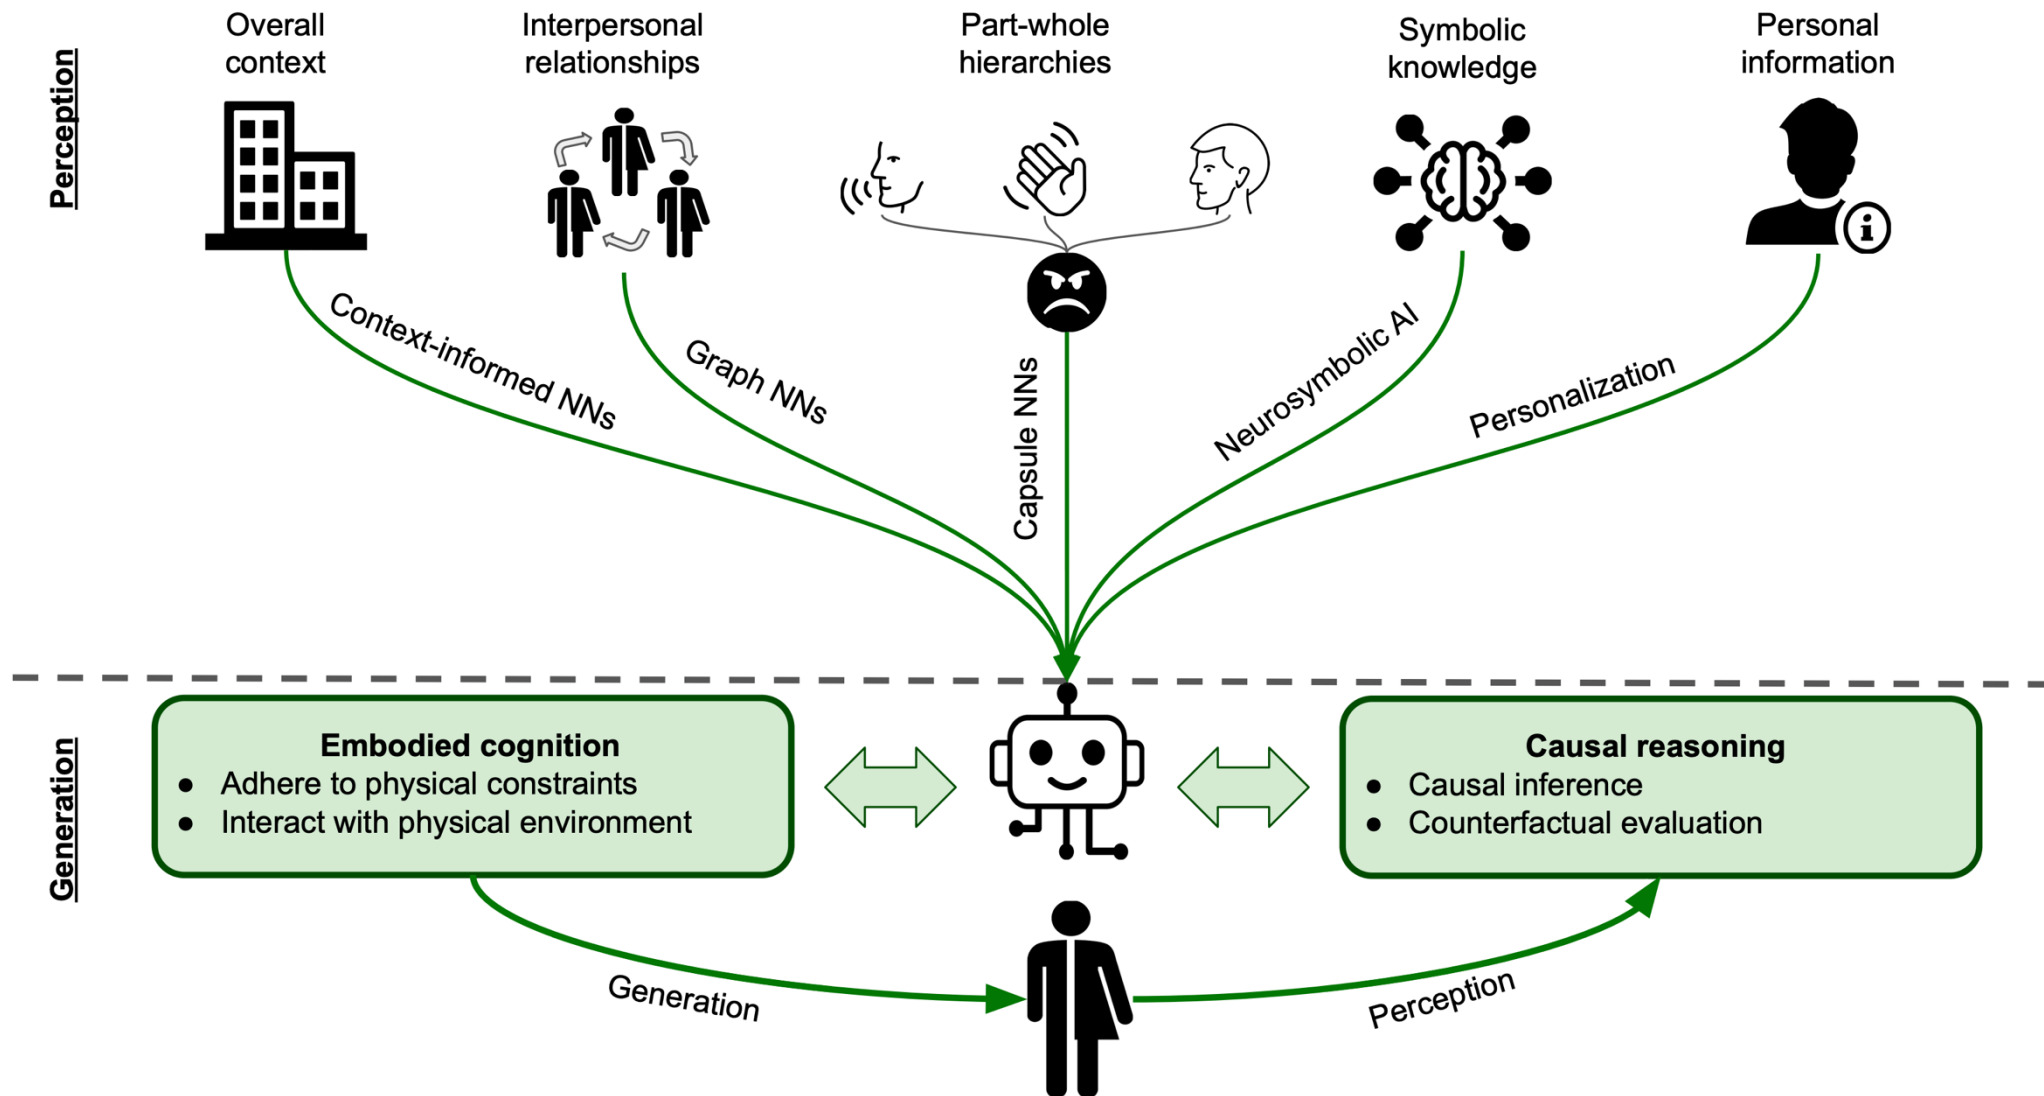 Perception
Overall
context
Interpersonal
relationships
Part-whole
hierarchies
Symbolic
knowledge
Personal
information
i
Context-informed NNs
Graph NNs
Capsule NNs
Neurosymbolic AI
Personalization
Generation
Embodied cognition
● Adhere to physical constraints
● Interact with physical environment
Causal reasoning
● Causal inference
● Counterfactual evaluation
Generation
Perception